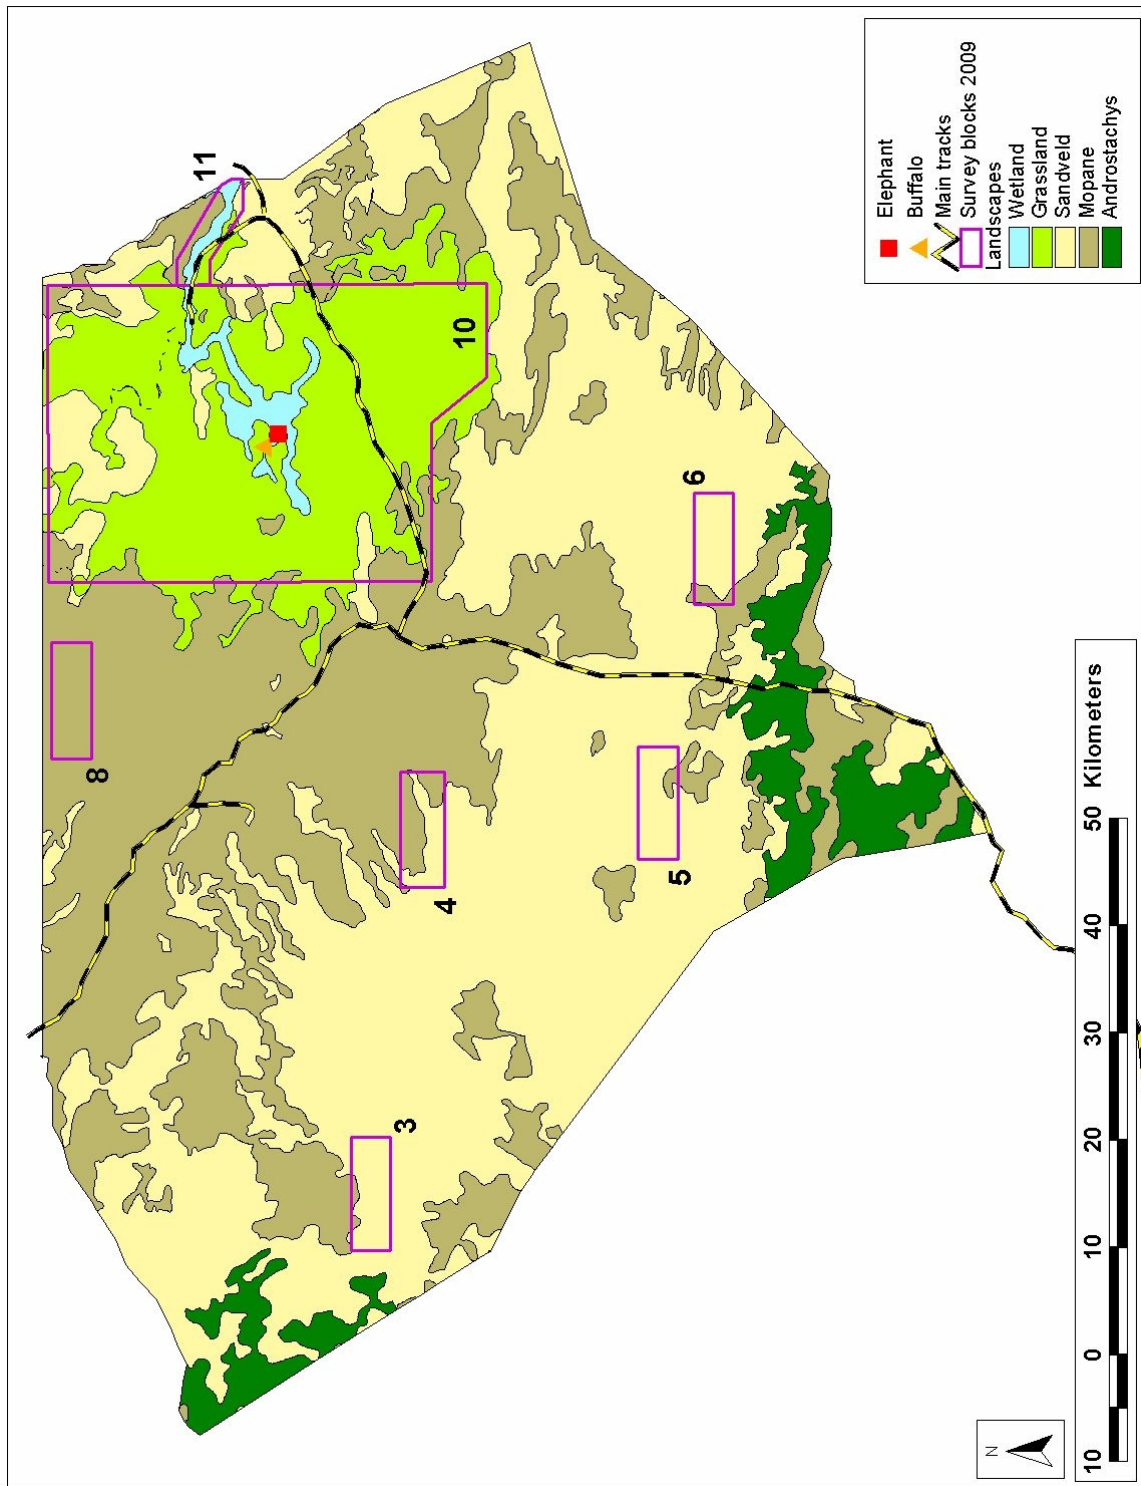 11
10
8
6
4
5
3
Elephant
Buffalo
Main tracks
Survey blocks 2009
Landscapes
Wetland
Grassland
Sandveld
Mopane
Androstachys
N
10 0 10 20 30 40 50 Kilometers